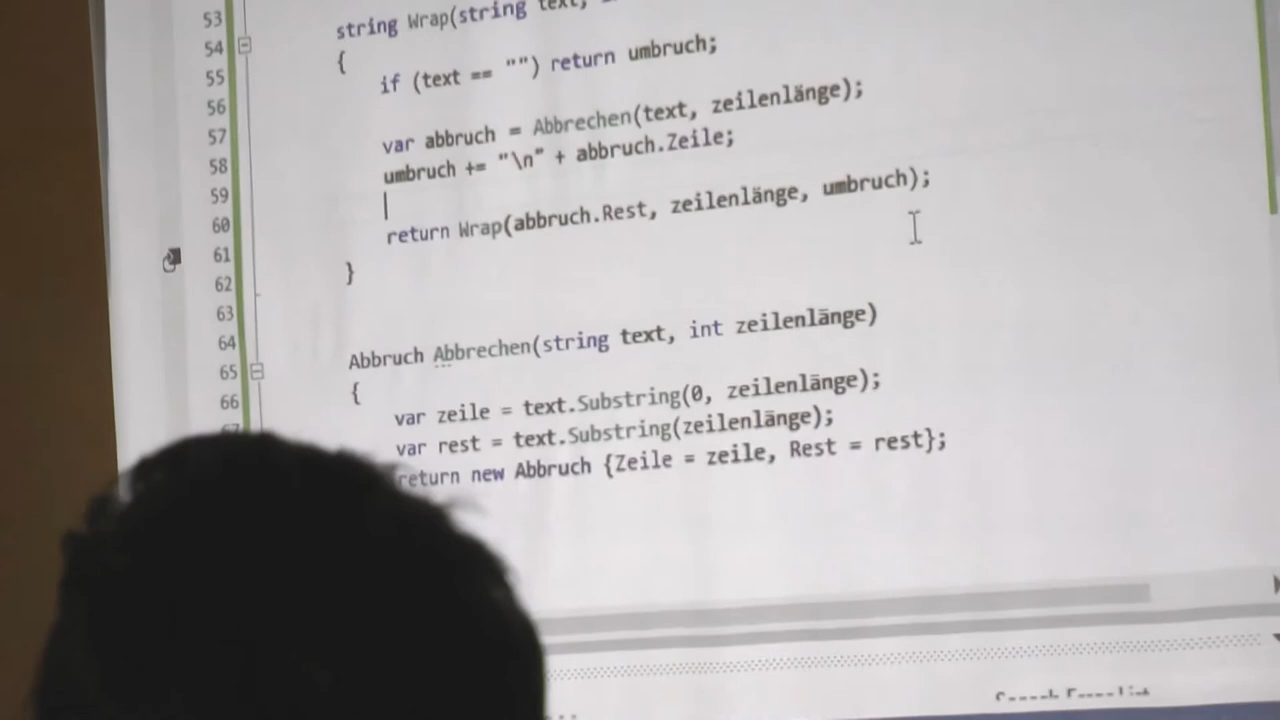 53 string Wrap(string text,
54 {
55 if (text == "") return umbruch;
56
57 var abbruch = Abbrechen(text, zeilenlänge);
58 umbruch += "\n" + abbruch.Zeile;
59
60 return Wrap(abbruch.Rest, zeilenlänge, umbruch);
61 }
62
63
64 Abbruch Abbrechen(string text, int zeilenlänge)
65 {
66 var zeile = text.Substring(0, zeilenlänge);
67 var rest = text.Substring(zeilenlänge);
return new Abbruch {Zeile = zeile, Rest = rest};